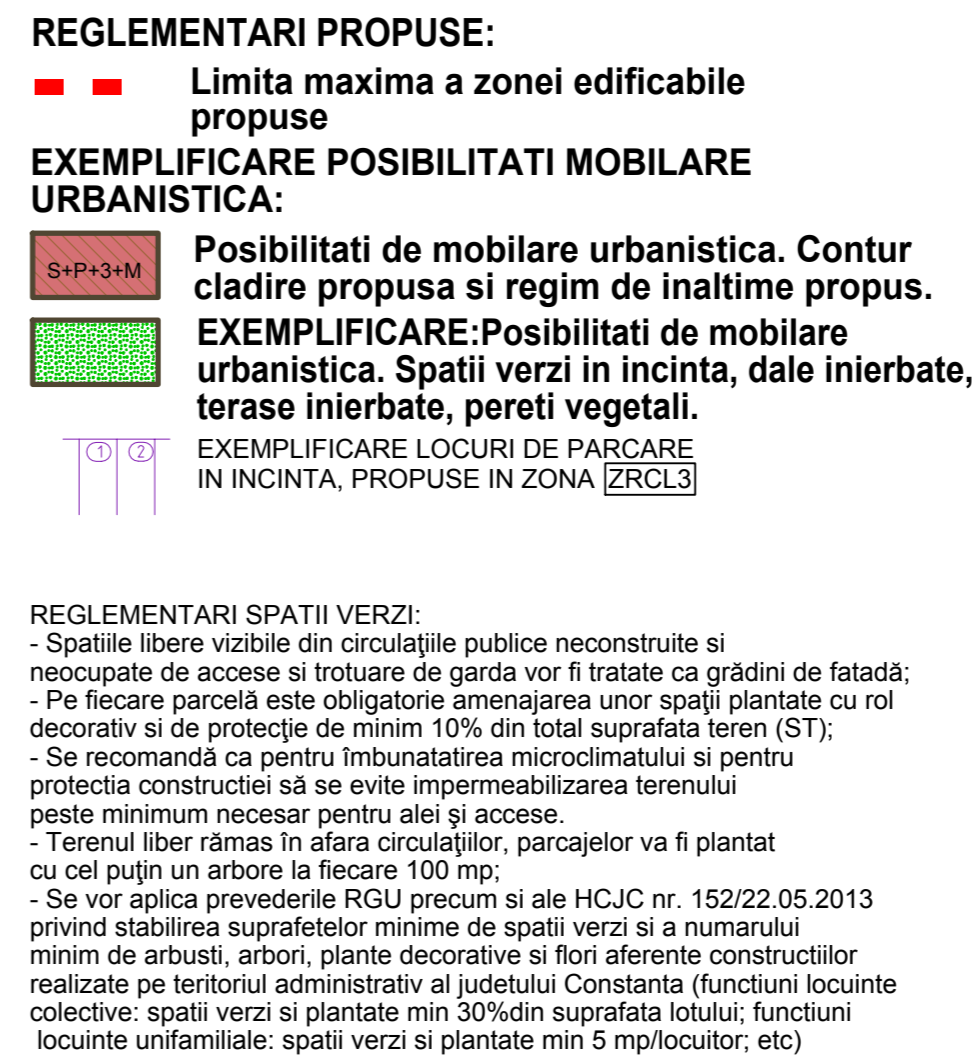 REGLEMENTARI PROPUSE:
Limita maxima a zonei edificabile
propuse
EXEMPLIFICARE POSIBILITATI MOBILARE
URBANISTICA:
S+P+3+M
Posibilitati de mobilare urbanistica. Contur
cladire propusa si regim de inaltime propus.
EXEMPLIFICARE:Posibilitati de mobilare
urbanistica. Spatii verzi in incinta, dale inierbate,
terase inierbate, pereti vegetali.
1 2
EXEMPLIFICARE LOCURI DE PARCARE
IN INCINTA, PROPUSE IN ZONA ZRCL3
REGLEMENTARI SPATII VERZI:
- Spatiile libere vizibile din circulaţiile publice neconstruite si
neocupate de accese si trotuare de garda vor fi tratate ca grădini de fatadă;
- Pe fiecare parcelă este obligatorie amenajarea unor spaţii plantate cu rol
decorativ si de protecţie de minim 10% din total suprafata teren (ST);
- Se recomandă ca pentru îmbunatatirea microclimatului si pentru
protectia constructiei să se evite impermeabilizarea terenului
peste minimum necesar pentru alei şi accese.
- Terenul liber rămas în afara circulaţiilor, parcajelor va fi plantat
cu cel puţin un arbore la fiecare 100 mp;
- Se vor aplica prevederile RGU precum si ale HCJC nr. 152/22.05.2013
privind stabilirea suprafetelor minime de spatii verzi si a numarului
minim de arbusti, arbori, plante decorative si flori aferente constructiilor
realizate pe teritoriul administrativ al judetului Constanta (functiuni locuinte
colective: spatii verzi si plantate min 30%din suprafata lotului; functiuni
locuinte unifamiliale: spatii verzi si plantate min 5 mp/locuitor; etc)